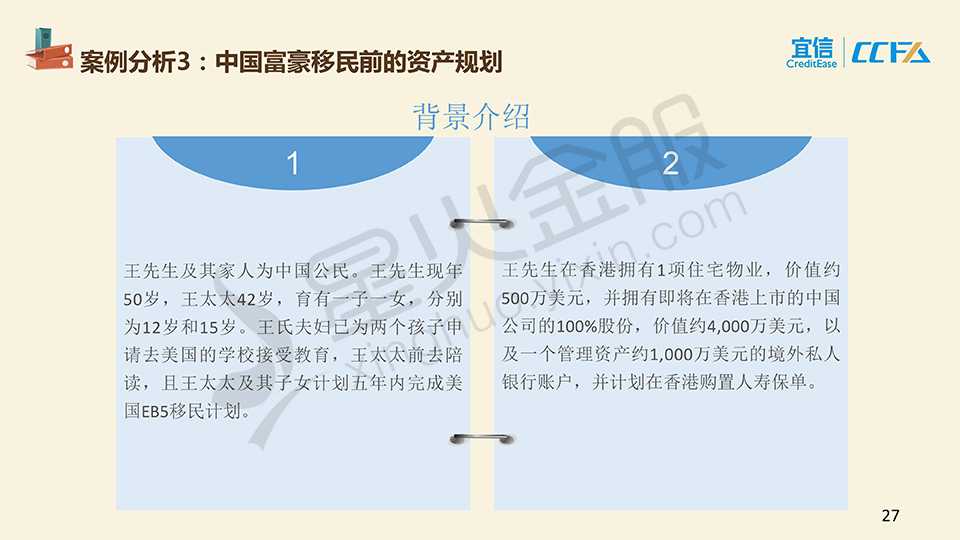 案例分析3：中国富豪移民前的资产规划
宜信
CreditEase
CCFA
背景介绍
1
王先生及其家人为中国公民。王先生现年
50岁，王太太42岁，育有一子一女，分别
为12岁和15岁。王氏夫妇已为两个孩子申
请去美国的学校接受教育，王太太前去陪
读，且王太太及其子女计划五年内完成美
国EB5移民计划。
2
王先生在香港拥有1项住宅物业，价值约
500万美元，并拥有即将在香港上市的中国
公司的100%股份，价值约4,000万美元，以
及一个管理资产约1,000万美元的境外私人
银行账户，并计划在香港购置人寿保单。
星火金服
xinghuo.yixin.com
27